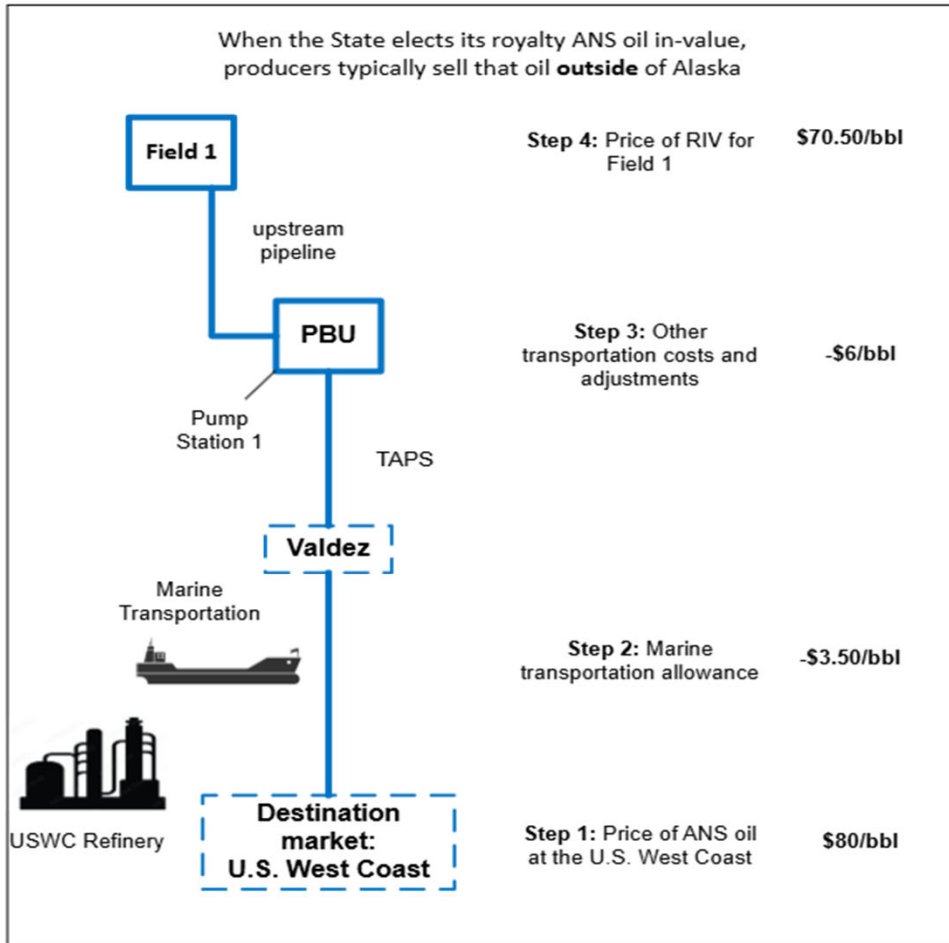 When the State elects its royalty ANS oil in-value,
producers typically sell that oil outside of Alaska
Field 1
Step 4: Price of RIV for
Field 1
$70.50/bbl
upstream
pipeline
PBU
Step 3: Other
transportation costs and
adjustments
-$6/bbl
Pump
Station 1
TAPS
Valdez
Marine
Transportation
Step 2: Marine
transportation allowance
-$3.50/bbl
USWC Refinery
Destination
market:
U.S. West Coast
Step 1: Price of ANS oil
at the U.S. West Coast
$80/bbl